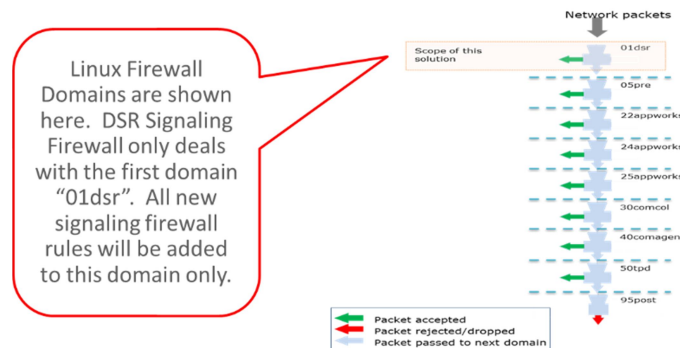 Network packets
Linux Firewall
Domains are shown
here.  DSR Signaling
Firewall only deals
with the first domain
“01dsr”.  All new
signaling firewall
rules will be added
to this domain only.
Scope of this
solution
01dsr
05pre
22appworks
24appworks
25appworks
30comcol
40comagen
50tpd
95post
Packet accepted
Packet rejected/dropped
Packet passed to next domain